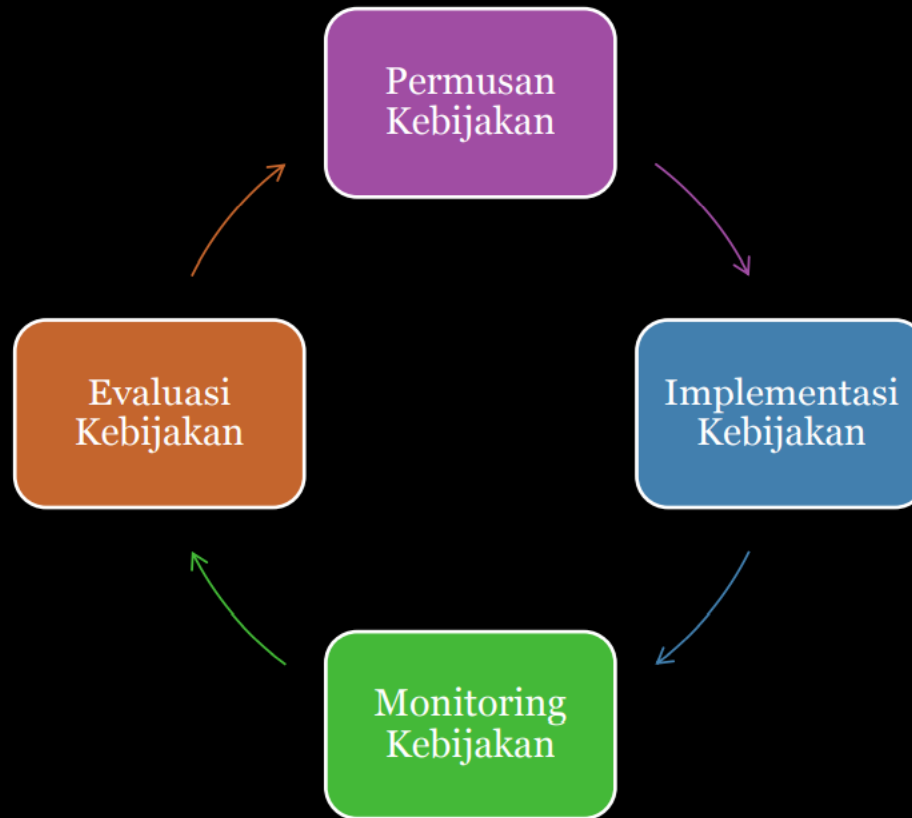 Permusan
Kebijakan
Evaluasi
Kebijakan
Implementasi
Kebijakan
Monitoring
Kebijakan